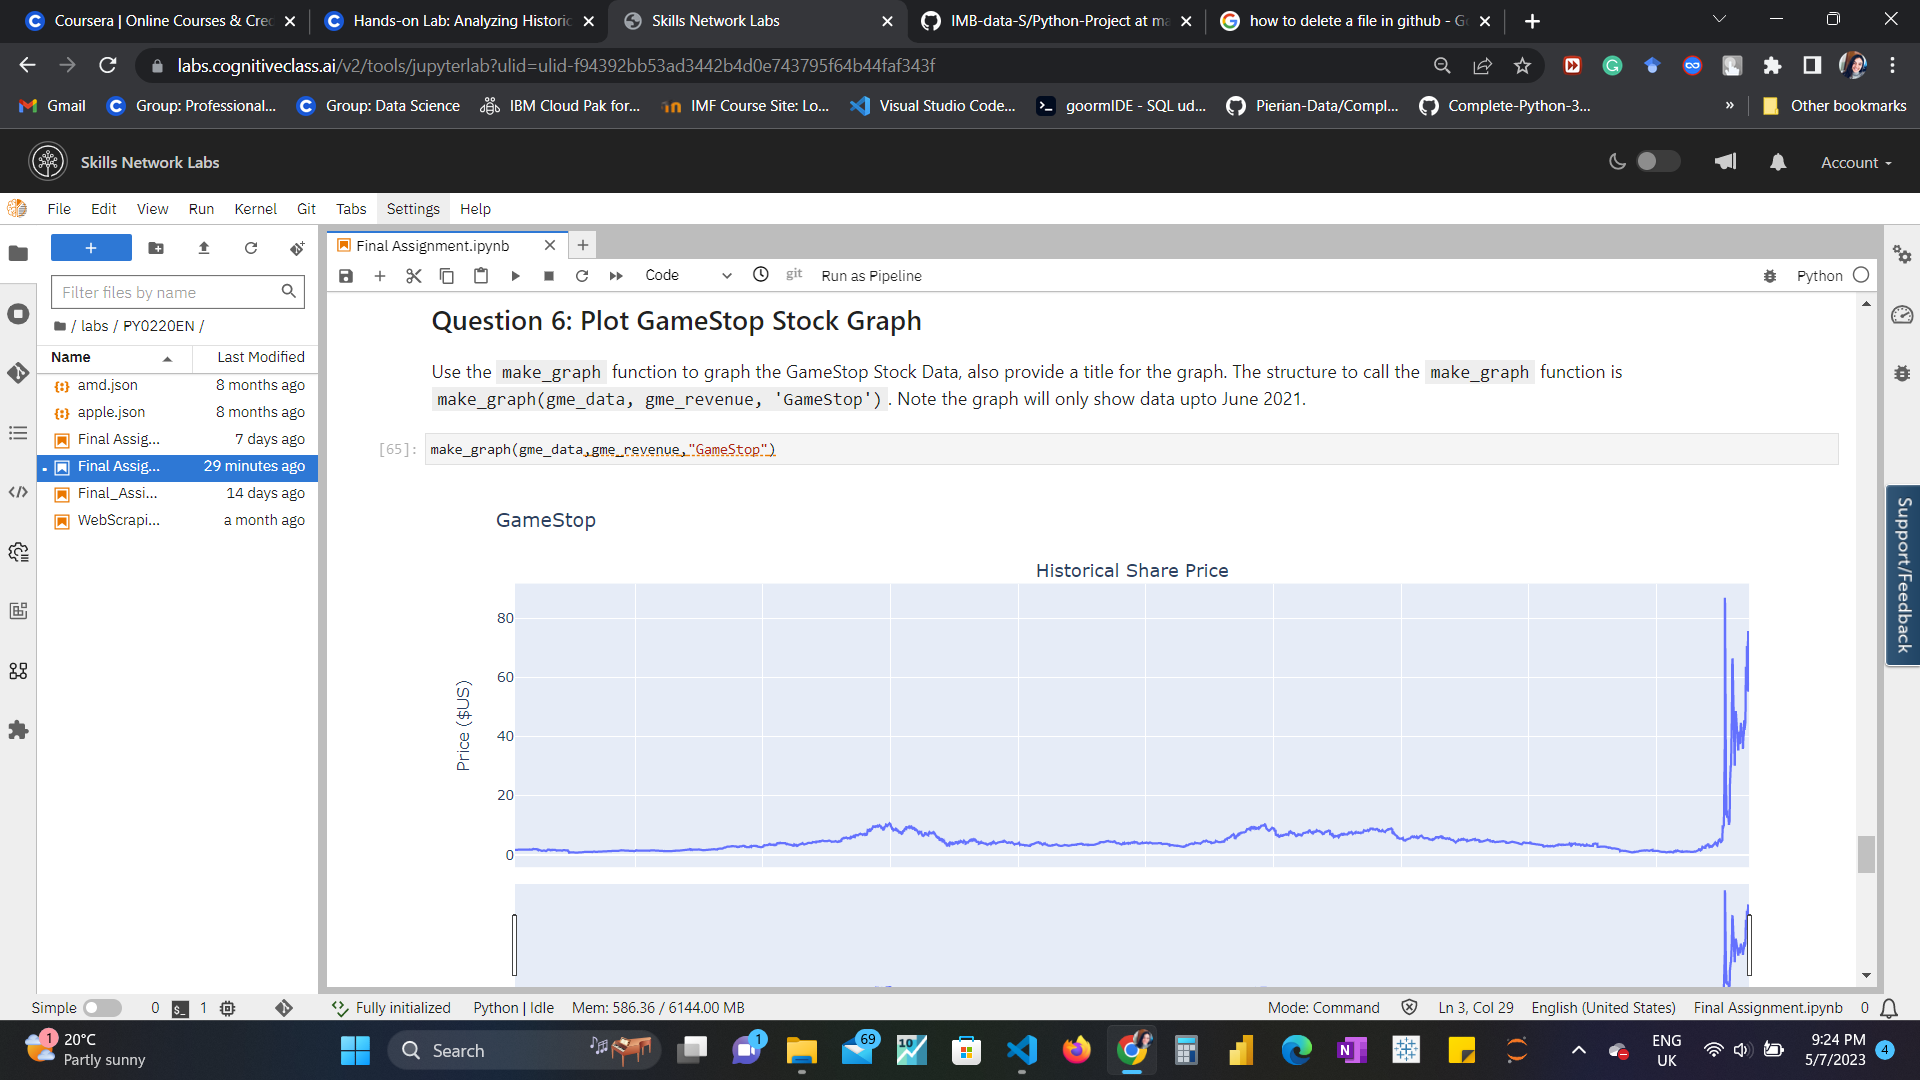 Coursera | Online Courses & Cred
Hands-on Lab: Analyzing Historic
Skills Network Labs
IMB-data-S/Python-Project at ma
how to delete a file in github - Go
labs.cognitiveclass.ai/v2/tools/jupyterlab?ulid=ulid-f94392bb53ad3442b4d0e743795f64b44faf343f
Gmail
Group: Professional...
Group: Data Science
IBM Cloud Pak for...
IMF Course Site: Lo...
Visual Studio Code...
goormIDE - SQL ud...
Pierian-Data/Compl...
Complete-Python-3...
»
Other bookmarks
Skills Network Labs
Account
File Edit View Run Kernel Git Tabs Settings Help
+
Final Assignment.ipynb
Filter files by name
Code
git
Run as Pipeline
Python
/ labs / PY0220EN /
Name Last Modified
amd.json 8 months ago
apple.json 8 months ago
Final Assig... 7 days ago
Final Assig... 29 minutes ago
Final_Assi... 14 days ago
WebScrapi... a month ago
Question 6: Plot GameStop Stock Graph
Use the make_graph function to graph the GameStop Stock Data, also provide a title for the graph. The structure to call the make_graph function is
make_graph(gme_data, gme_revenue, 'GameStop'). Note the graph will only show data upto June 2021.
[65]: make_graph(gme_data,gme_revenue,"GameStop")
GameStop
Historical Share Price
80
60
40
20
0
Price ($US)
Support/Feedback
Simple 0 $_ 1 Fully initialized Python | Idle Mem: 586.36 / 6144.00 MB Mode: Command Ln 3, Col 29 English (United States) Final Assignment.ipynb 0
1
20°C
Partly sunny
Search
1
69
10
N
ENG
UK
9:24 PM
5/7/2023
4